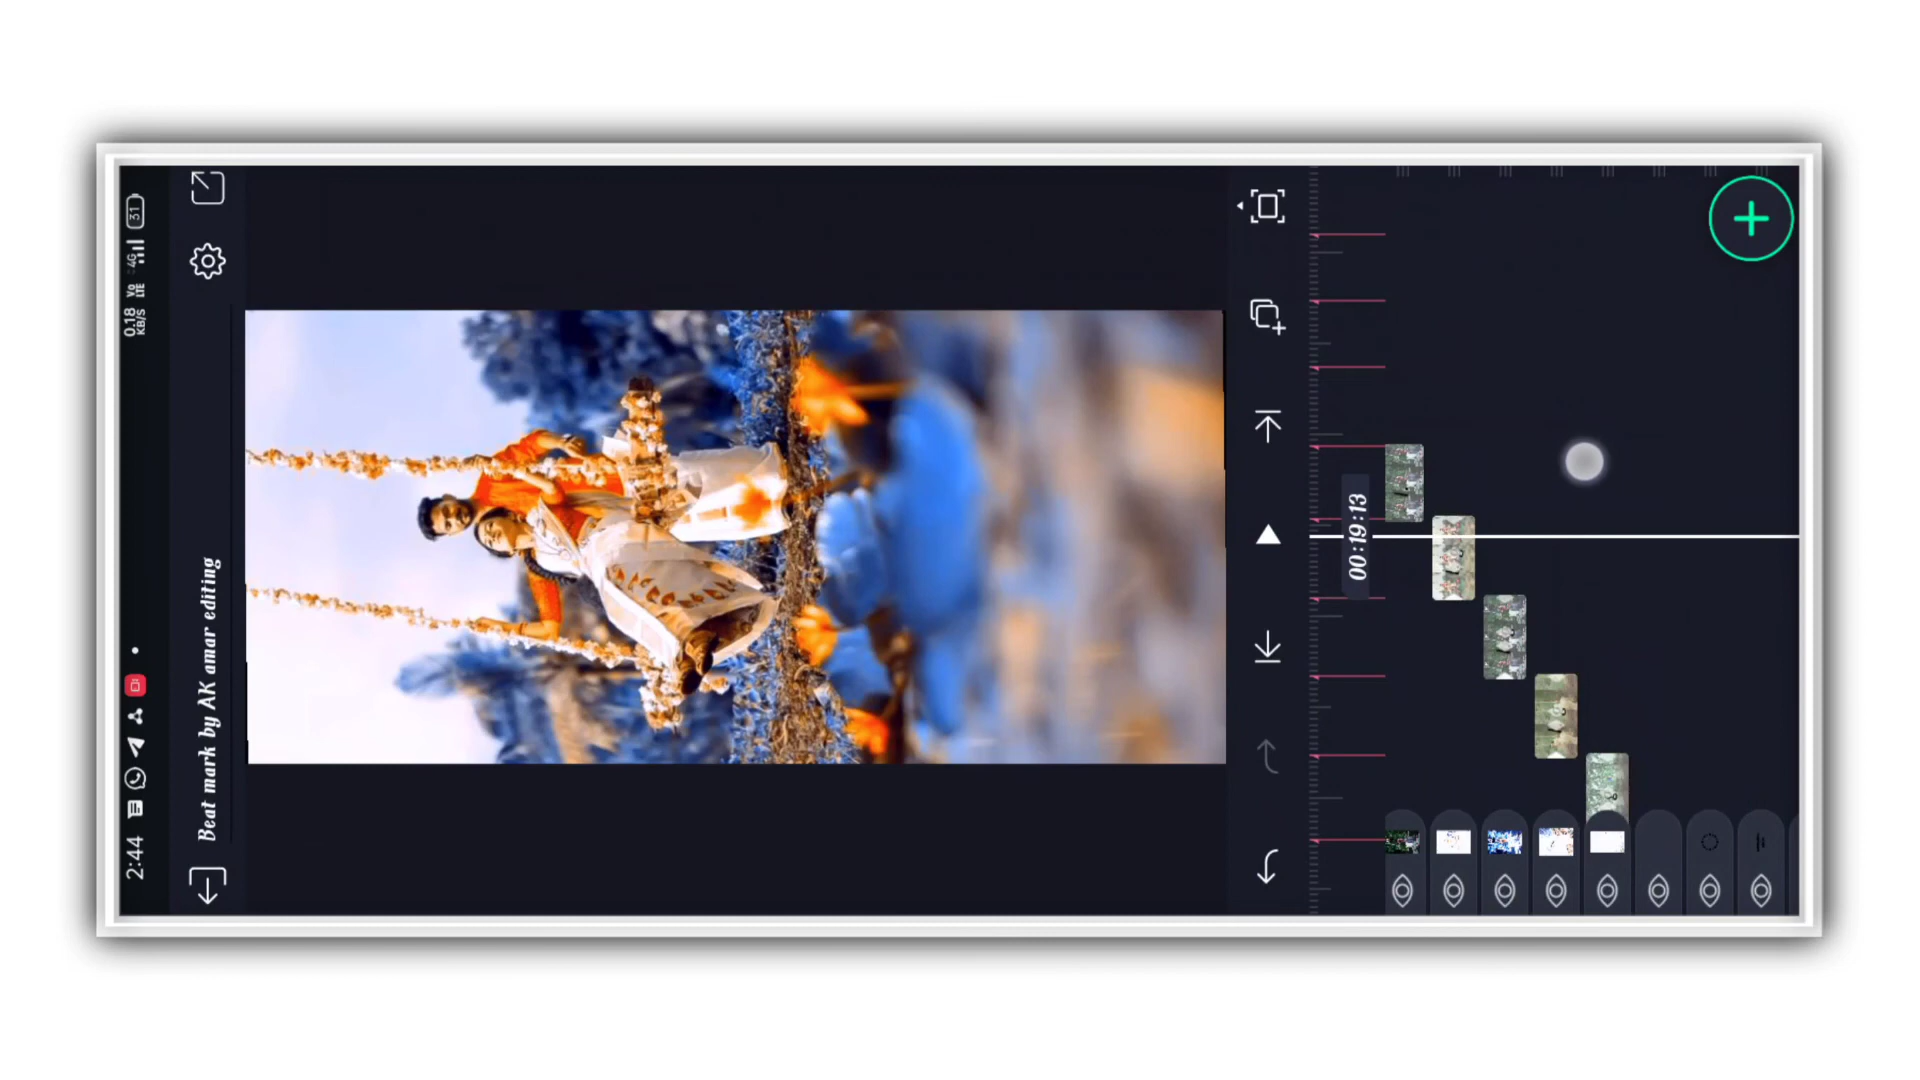 2:44
0.18
KB/S
Vo
LTE
4G
31
Beat mark by AK amar editing
00:19:13